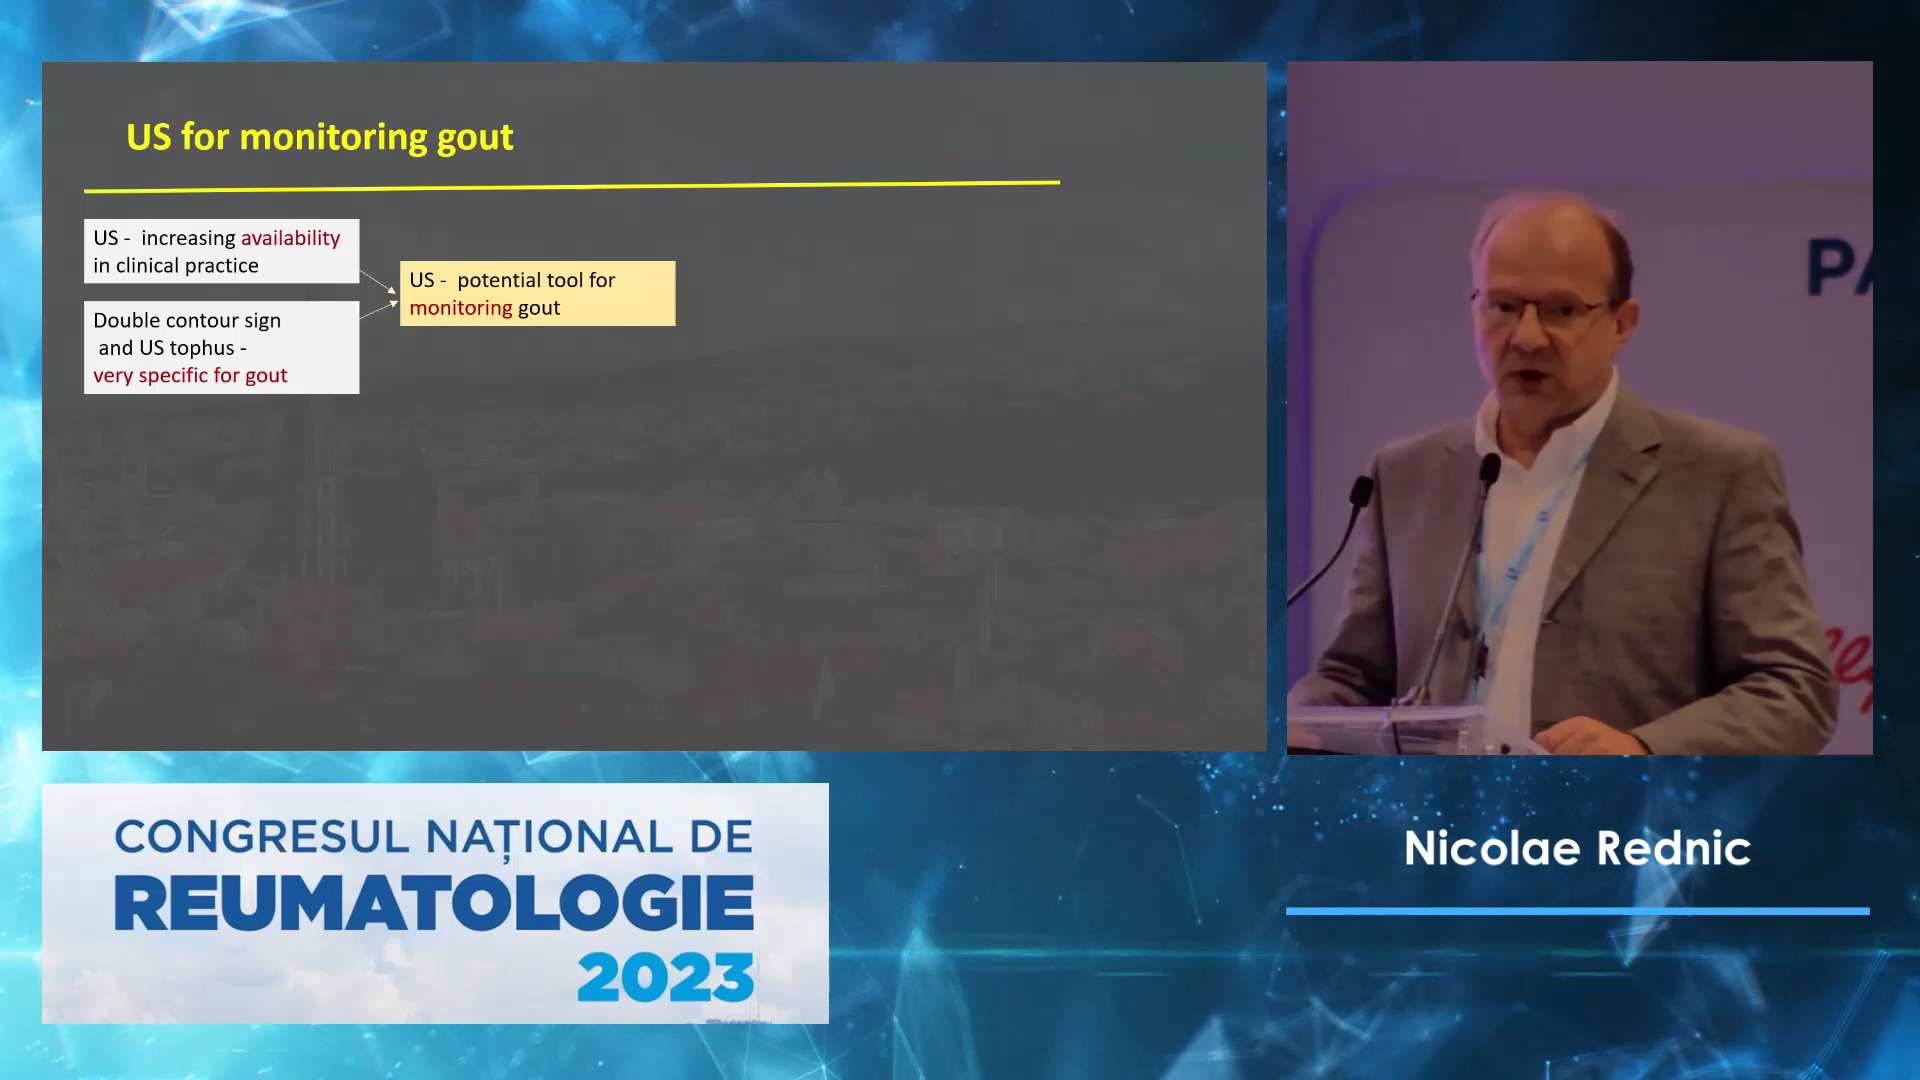 US for monitoring gout
US - increasing availability
in clinical practice
US - potential tool for
monitoring gout
Double contour sign
and US tophus -
very specific for gout
PA
CONGRESUL NAȚIONAL DE
REUMATOLOGIE
2023
Nicolae Rednic